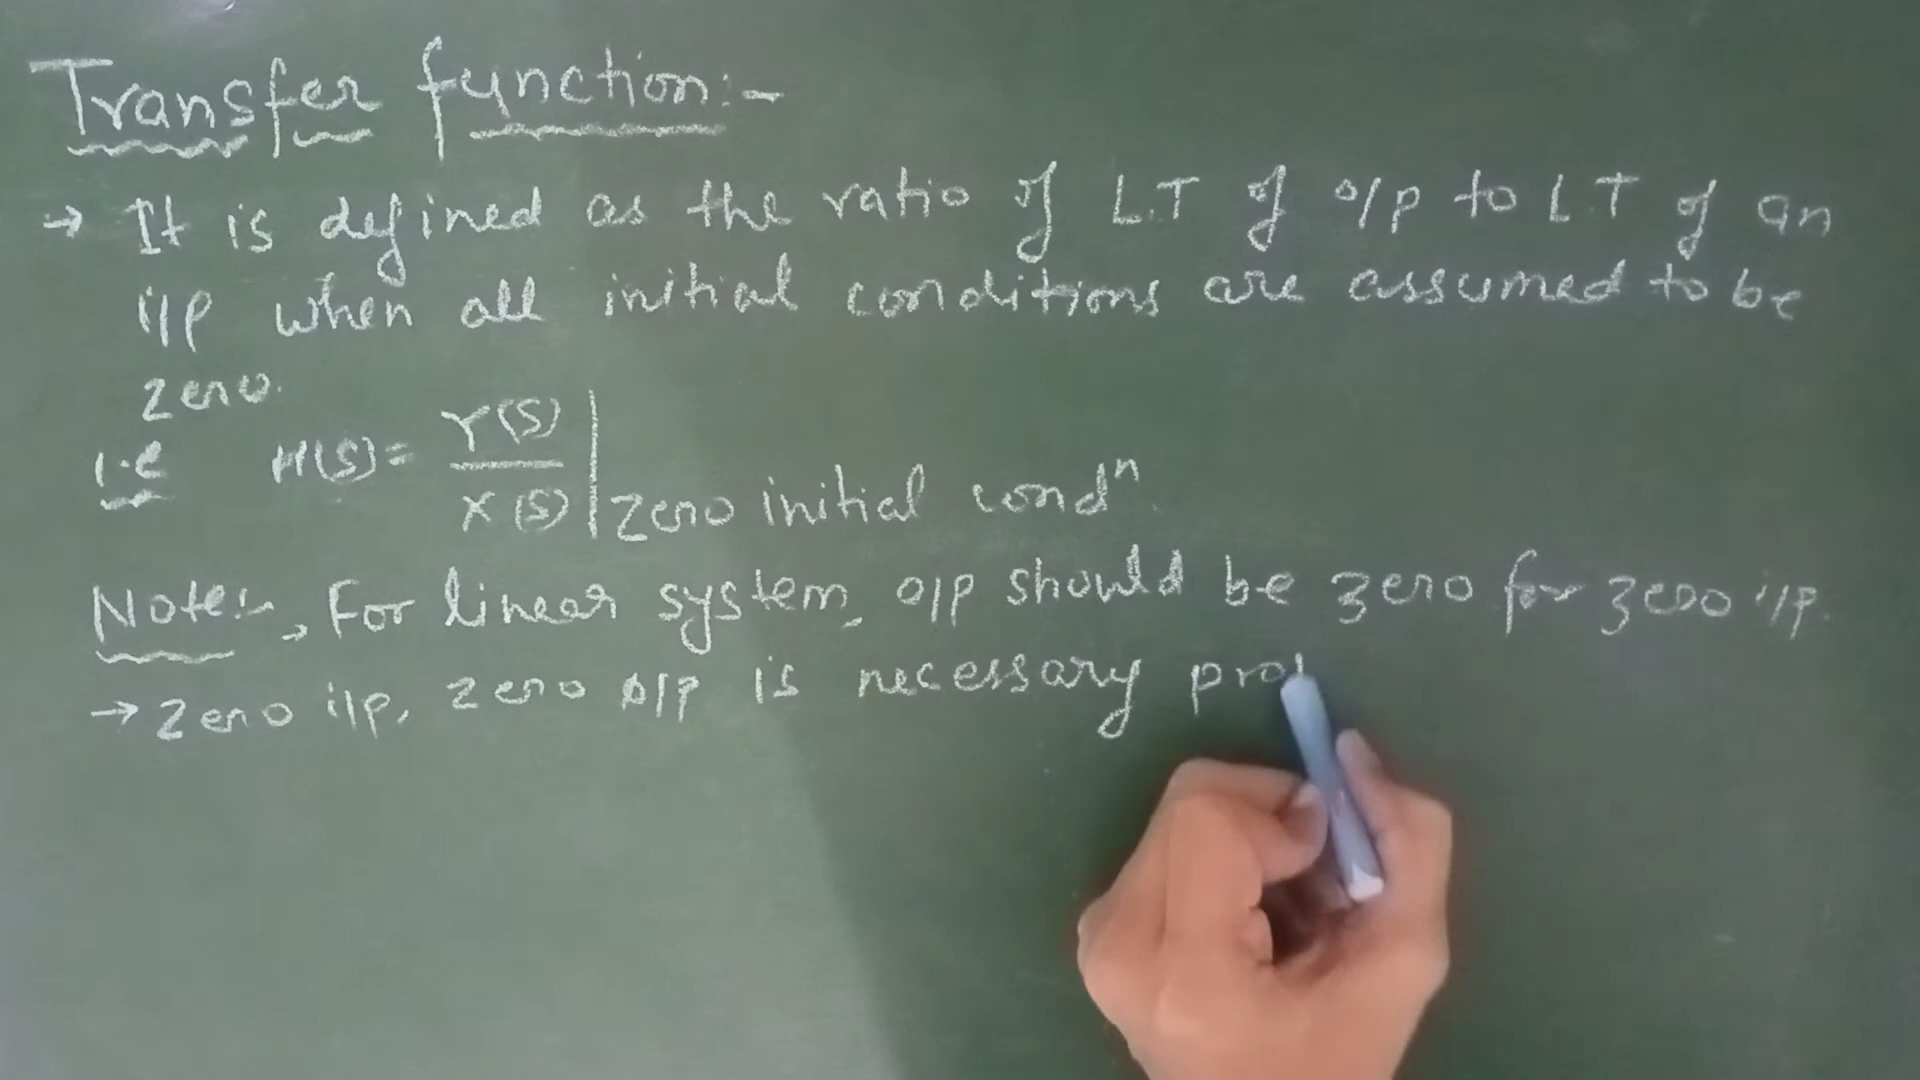 Transfer function:-
→ It is defined as the ratio of L.T of o/p to L.T of an
i/p when all initial conditions are assumed to be
zero.
i.e H(S) = Y(S) / X(S) | zero initial condⁿ.
Note:- → For linear system, o/p should be zero for zero i/p.
→ zero i/p, zero o/p is necessary pro